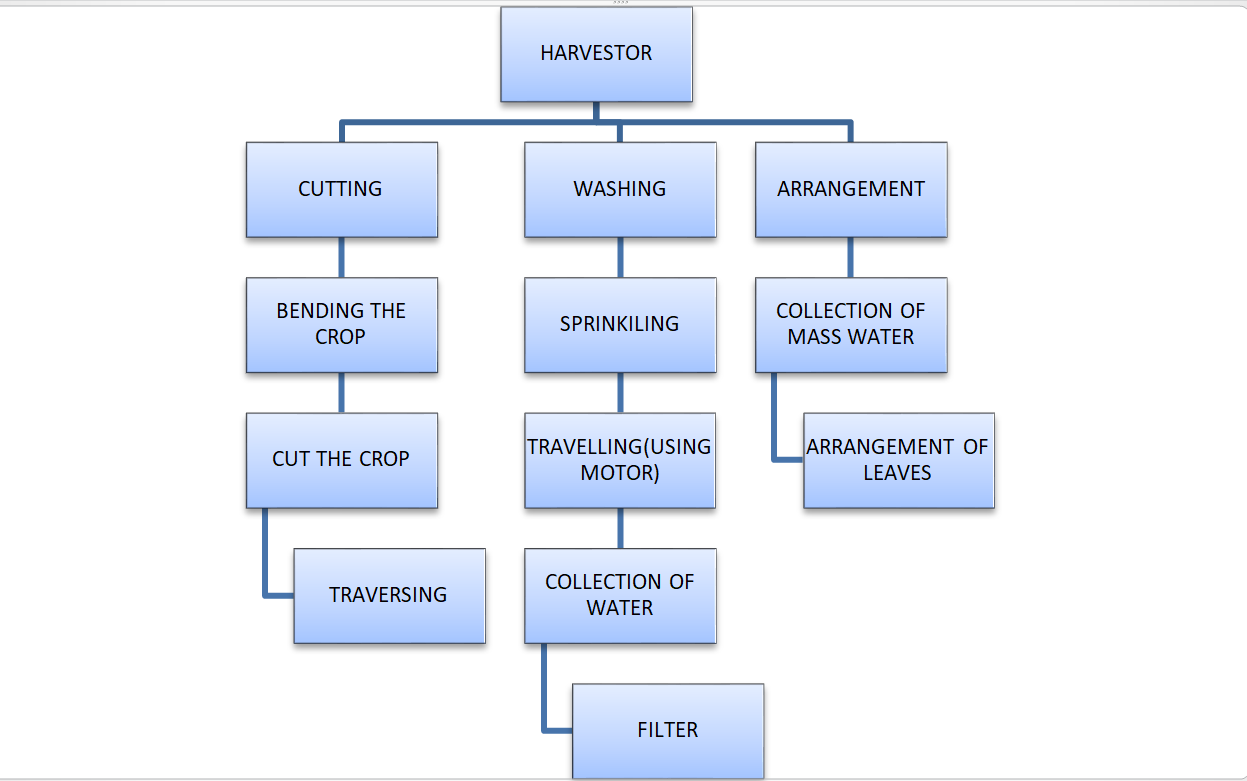 HARVESTOR
CUTTING
WASHING
ARRANGEMENT
BENDING THE
CROP
SPRINKILING
COLLECTION OF
MASS WATER
CUT THE CROP
TRAVELLING(USING
MOTOR)
ARRANGEMENT OF
LEAVES
TRAVERSING
COLLECTION OF
WATER
FILTER